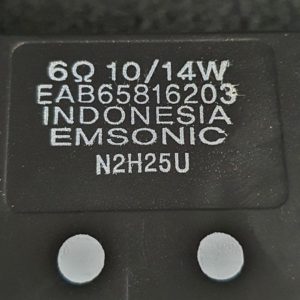 6Ω 10/14W
EAB65816203
INDONESIA
EMSONIC
N2H25U